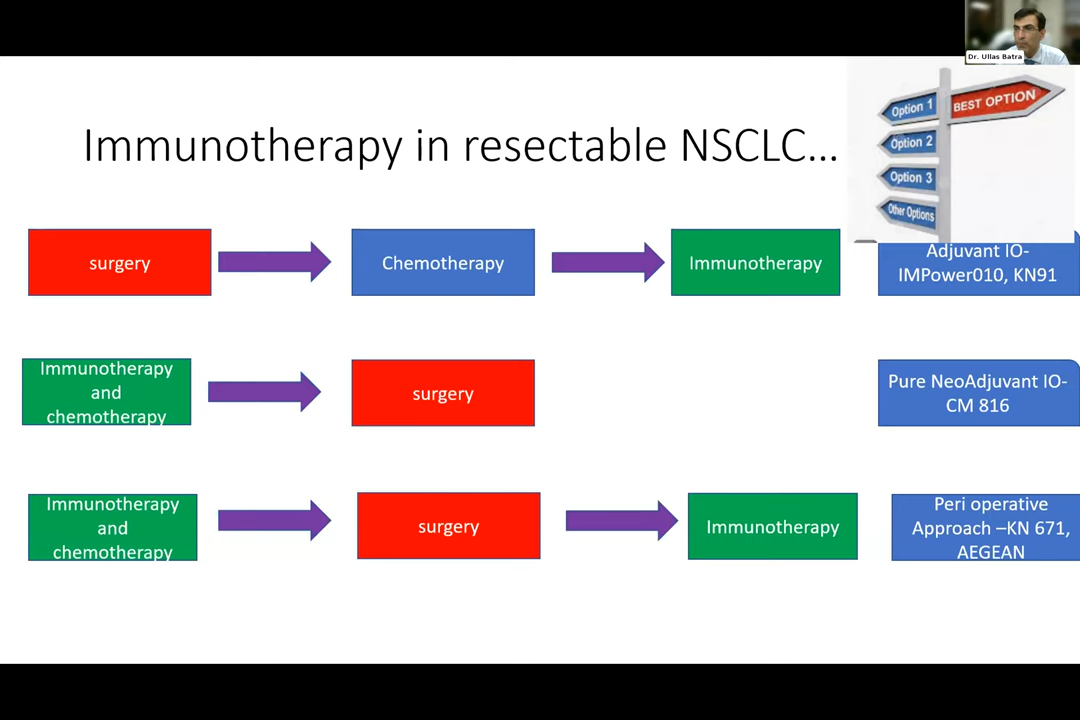 Dr. Ullas Batra
Option 1
BEST OPTION
Option 2
Option 3
Other Options
Immunotherapy in resectable NSCLC...
surgery
Chemotherapy
Immunotherapy
Adjuvant IO-
IMPower010, KN91
Immunotherapy
and
chemotherapy
surgery
Pure NeoAdjuvant IO-
CM 816
Immunotherapy
and
chemotherapy
surgery
Immunotherapy
Peri operative
Approach –KN 671,
AEGEAN